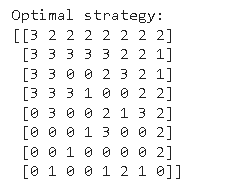 Optimal strategy:
[[3 2 2 2 2 2 2 2]
 [3 3 3 3 3 2 2 1]
 [3 3 0 0 2 3 2 1]
 [3 3 3 1 0 0 2 2]
 [0 3 0 0 2 1 3 2]
 [0 0 0 1 3 0 0 2]
 [0 0 1 0 0 0 0 2]
 [0 1 0 0 1 2 1 0]]